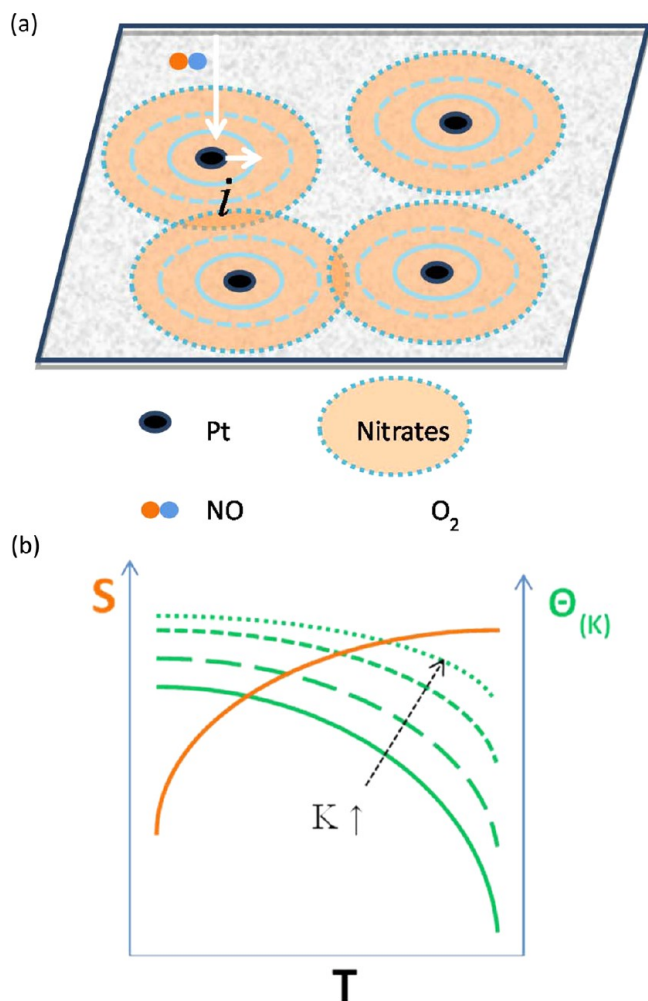 (a)
i
Pt
Nitrates
NO
O₂
(b)
S
Θ(K)
K ↑
T